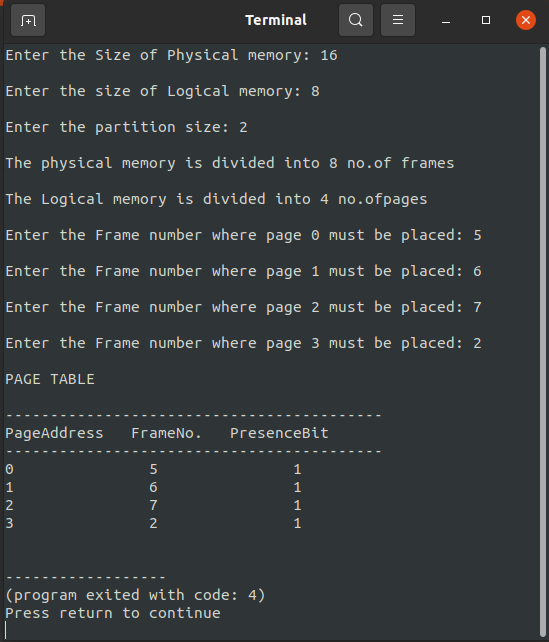 Terminal
Enter the Size of Physical memory: 16
Enter the size of Logical memory: 8
Enter the partition size: 2
The physical memory is divided into 8 no.of frames
The Logical memory is divided into 4 no.ofpages
Enter the Frame number where page 0 must be placed: 5
Enter the Frame number where page 1 must be placed: 6
Enter the Frame number where page 2 must be placed: 7
Enter the Frame number where page 3 must be placed: 2
PAGE TABLE
------------------------------------------
PageAddress   FrameNo.   PresenceBit
------------------------------------------
0               5               1
1               6               1
2               7               1
3               2               1
------------------
(program exited with code: 4)
Press return to continue